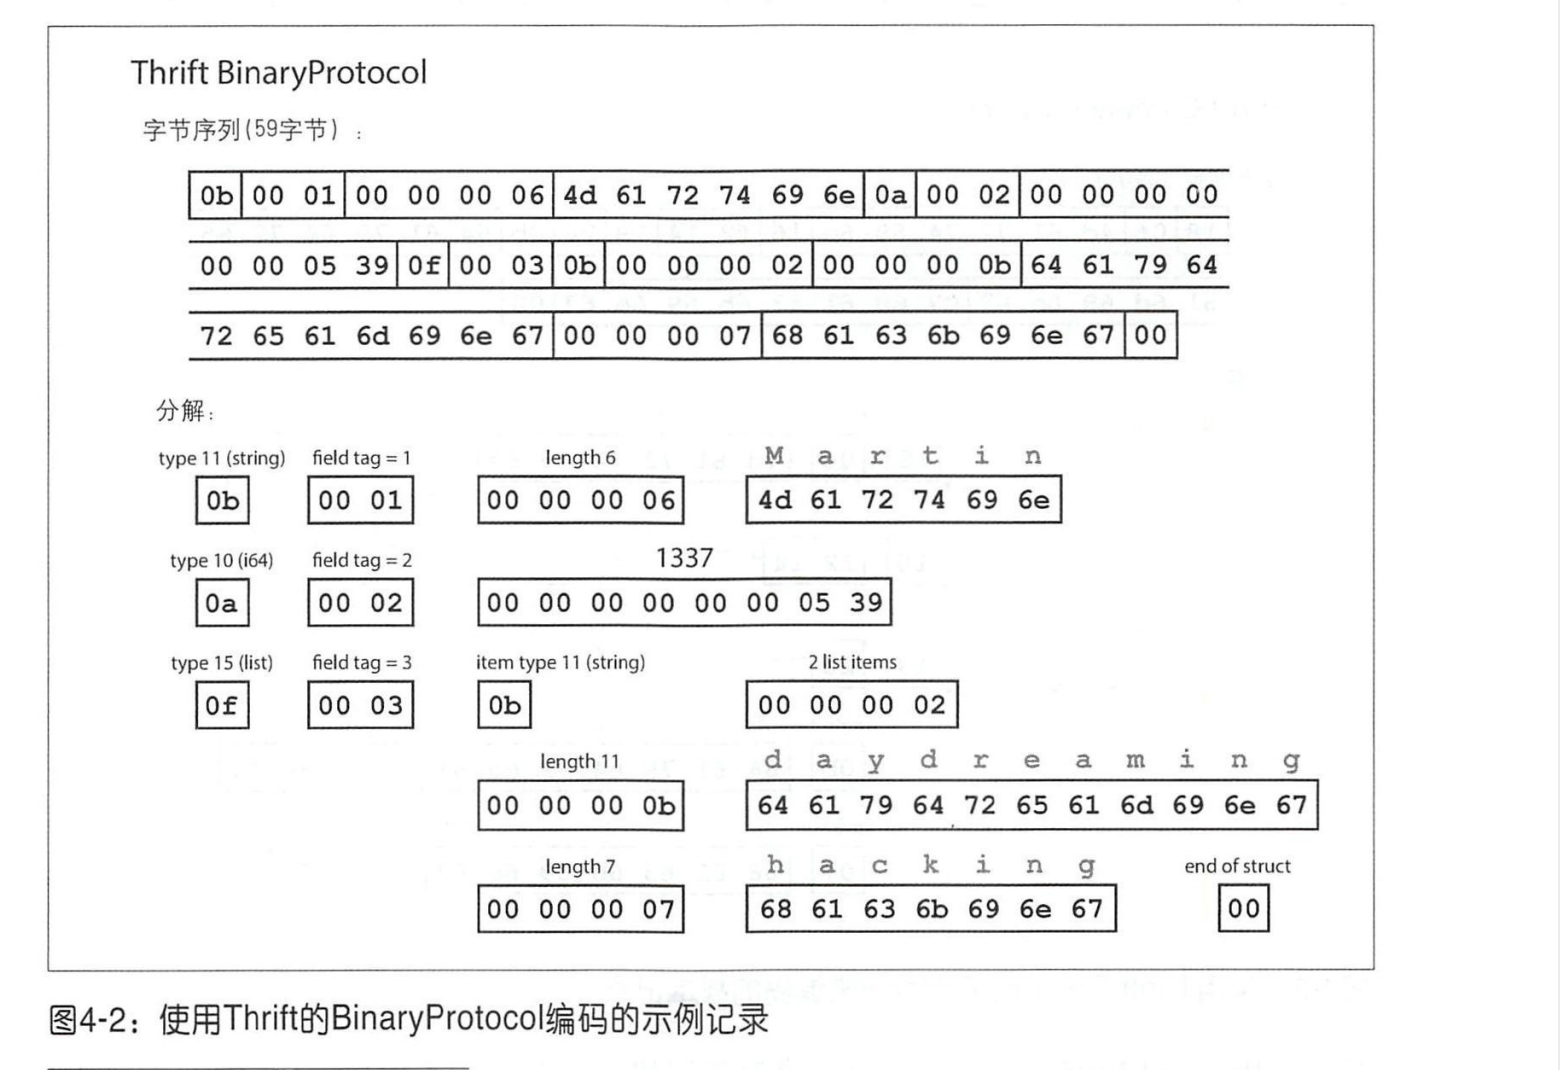 Thrift BinaryProtocol
字节序列(59字节)：
0b 00 01 00 00 00 06 4d 61 72 74 69 6e 0a 00 02 00 00 00 00
00 00 05 39 0f 00 03 0b 00 00 00 02 00 00 00 0b 64 61 79 64
72 65 61 6d 69 6e 67 00 00 00 07 68 61 63 6b 69 6e 67 00
分解：
type 11 (string) field tag = 1 length 6 M a r t i n
0b 00 01 00 00 00 06 4d 61 72 74 69 6e
type 10 (i64) field tag = 2 1337
0a 00 02 00 00 00 00 00 00 05 39
type 15 (list) field tag = 3 item type 11 (string) 2 list items
0f 00 03 0b 00 00 00 02
length 11 d a y d r e a m i n g
00 00 00 0b 64 61 79 64 72 65 61 6d 69 6e 67
length 7 h a c k i n g end of struct
00 00 00 07 68 61 63 6b 69 6e 67 00
图4-2：使用Thrift的BinaryProtocol编码的示例记录